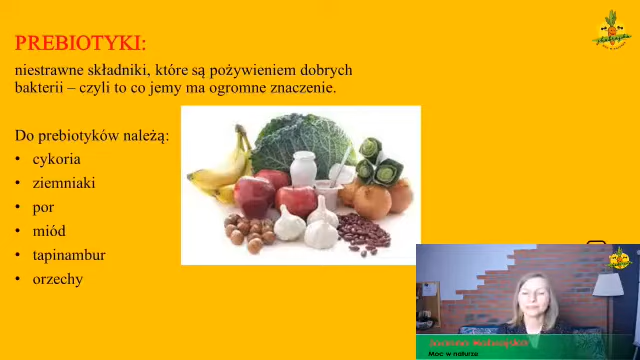 PREBIOTYKI:
niestrawne składniki, które są pożywieniem dobrych
bakterii – czyli to co jemy ma ogromne znaczenie.
Do prebiotyków należą:
• cykoria
• ziemniaki
• por
• miód
• tapinambur
• orzechy
Moc w naturze